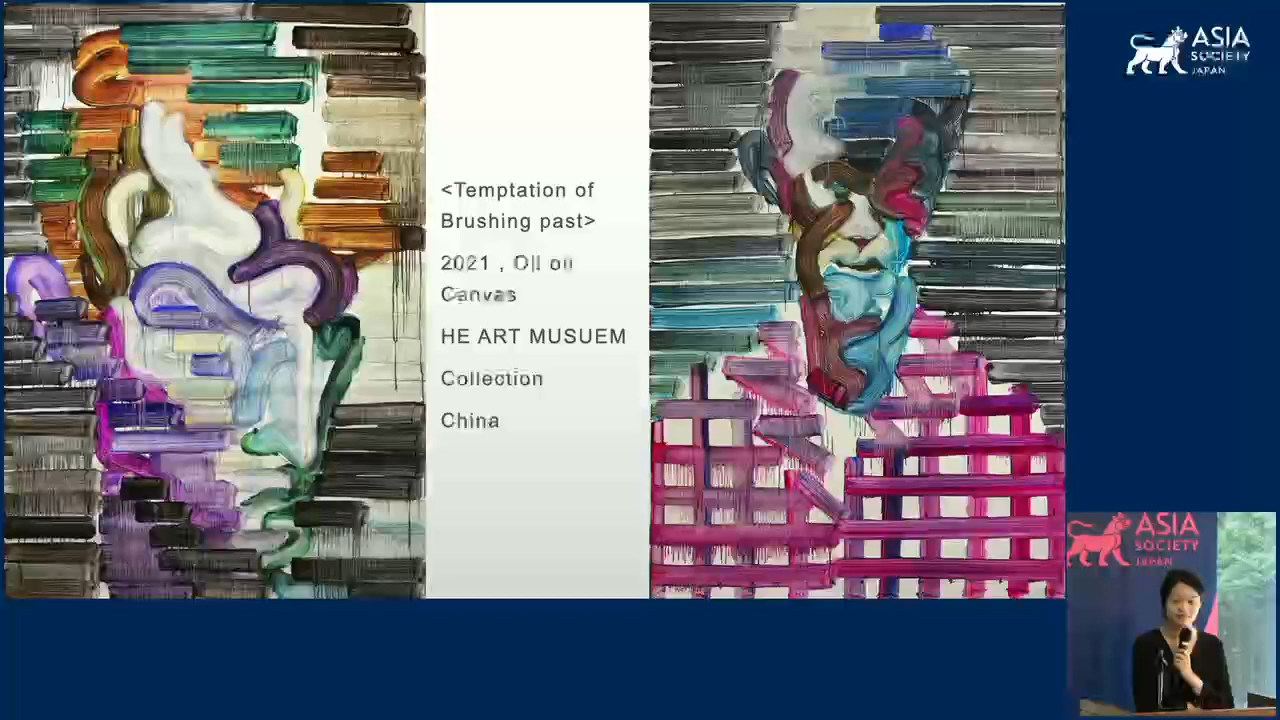 <Temptation of
Brushing past>
2021 , Oil on
Canvas
HE ART MUSUEM
Collection
China
ASIA
SOCIETY
JAPAN
ASIA
SOCIETY
JAPAN